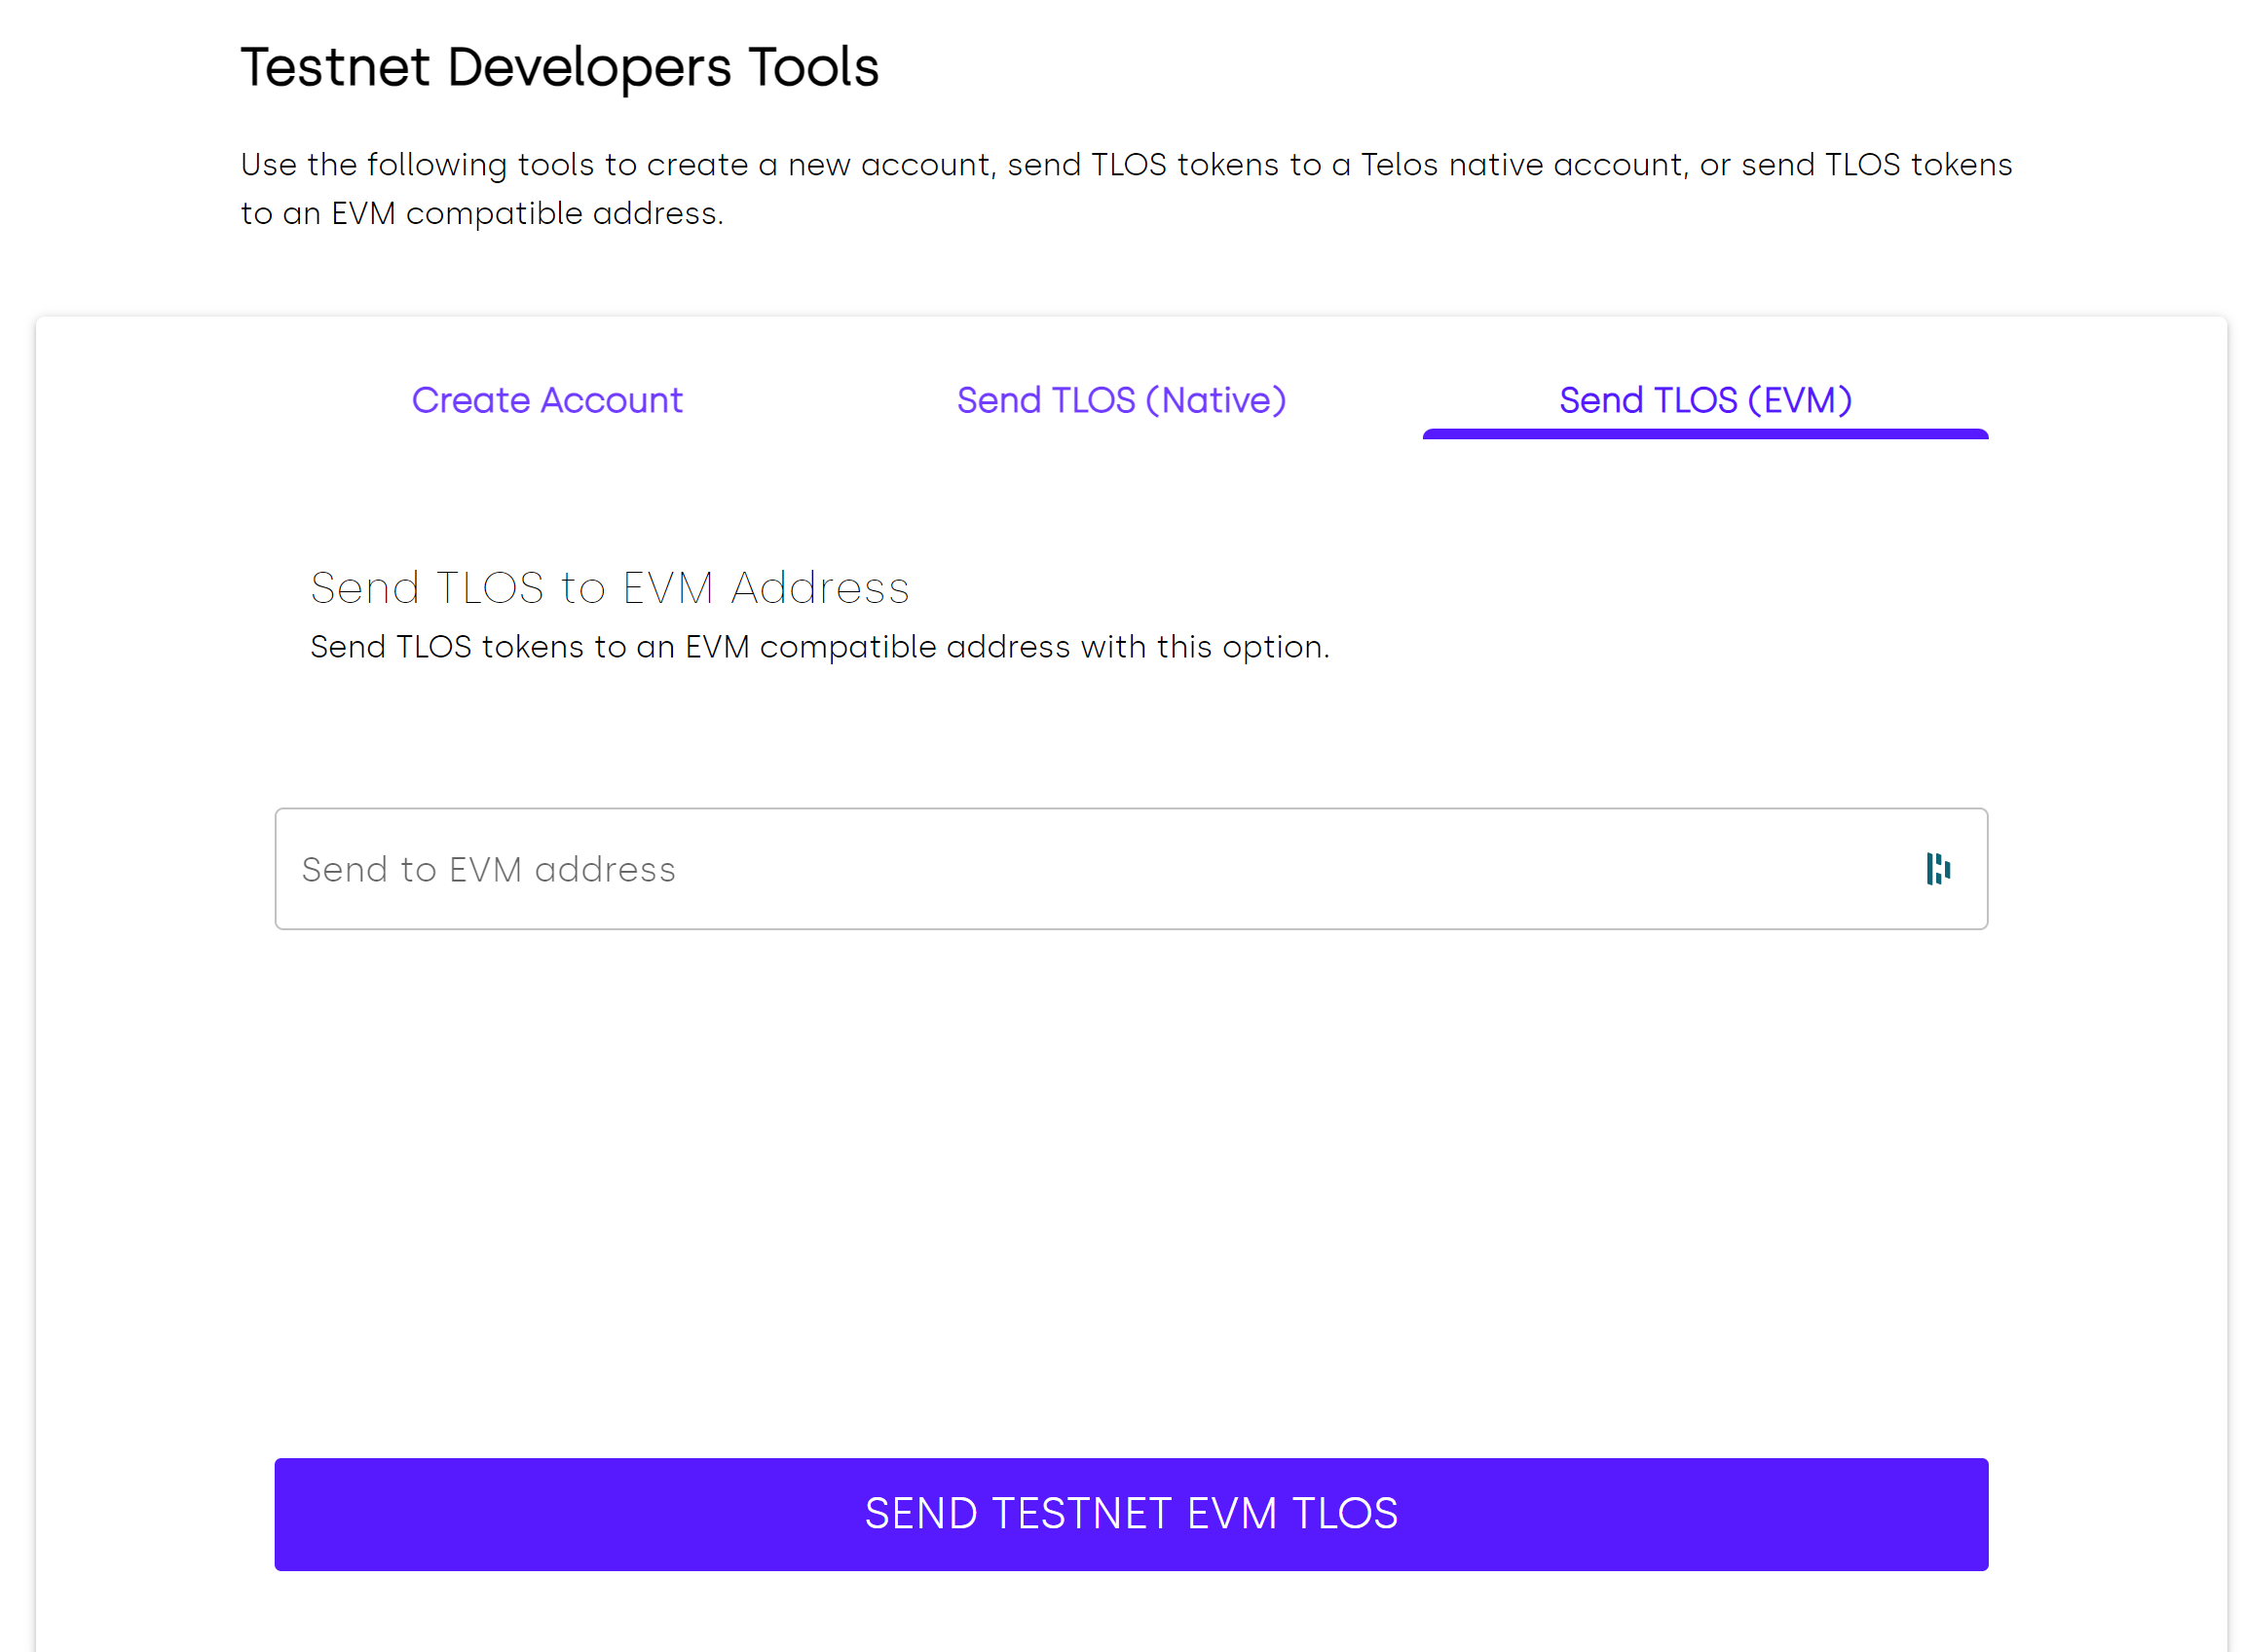 Testnet Developers Tools
Use the following tools to create a new account, send TLOS tokens to a Telos native account, or send TLOS tokens
to an EVM compatible address.
Create Account
Send TLOS (Native)
Send TLOS (EVM)
Send TLOS to EVM Address
Send TLOS tokens to an EVM compatible address with this option.
Send to EVM address
SEND TESTNET EVM TLOS